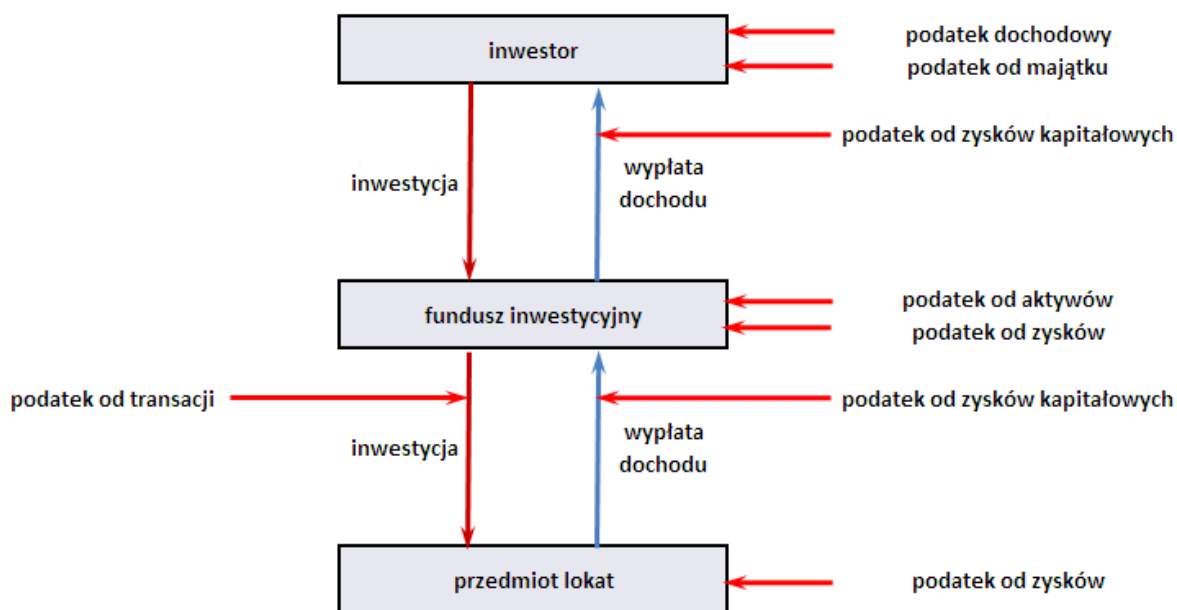 inwestor
podatek dochodowy
podatek od majątku
podatek od zysków kapitałowych
inwestycja
wypłata
dochodu
fundusz inwestycyjny
podatek od aktywów
podatek od zysków
podatek od transacji
podatek od zysków kapitałowych
inwestycja
wypłata
dochodu
przedmiot lokat
podatek od zysków